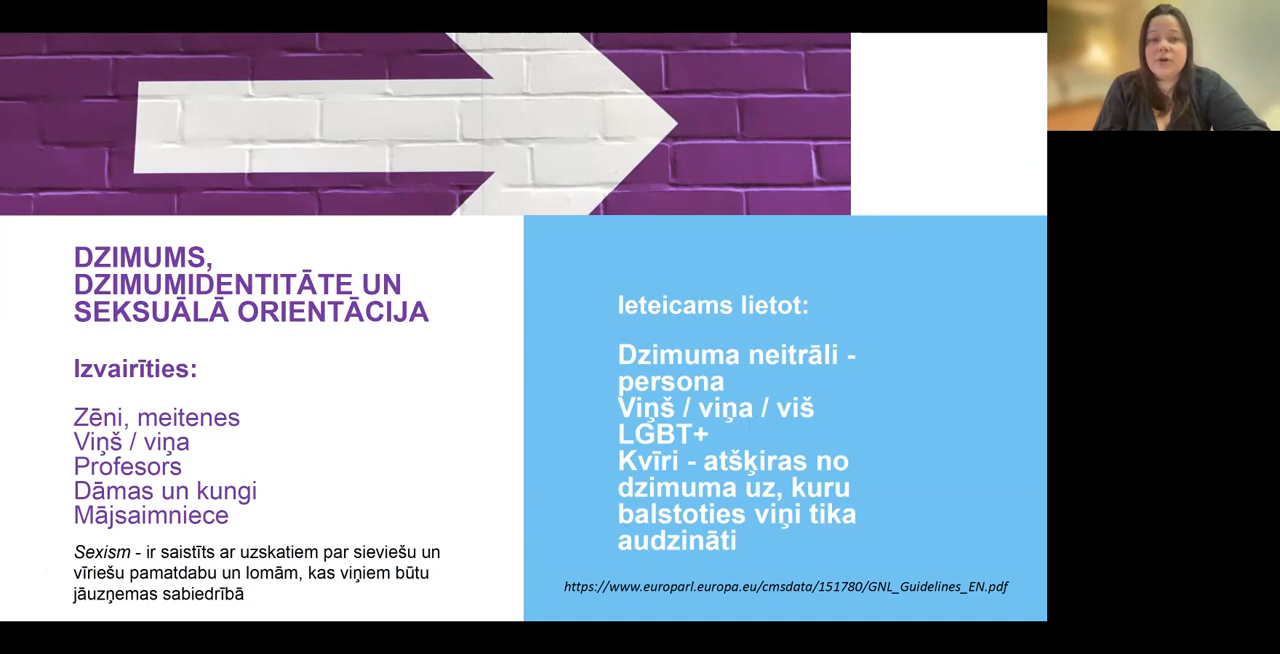 DZIMUMS,
DZIMUMIDENTITĀTE UN
SEKSUĀLĀ ORIENTĀCIJA
Izvairīties:
Zēni, meitenes
Viņš / viņa
Profesors
Dāmas un kungi
Mājsaimniece
Sexism - ir saistīts ar uzskatiem par sieviešu un
vīriešu pamatdabu un lomām, kas viņiem būtu
jāuzņemas sabiedrībā
Ieteicams lietot:
Dzimuma neitrāli -
persona
Viņš / viņa / viš
LGBT+
Kvīri - atšķiras no
dzimuma uz, kuru
balstoties viņi tika
audzināti
https://www.europarl.europa.eu/cmsdata/151780/GNL_Guidelines_EN.pdf